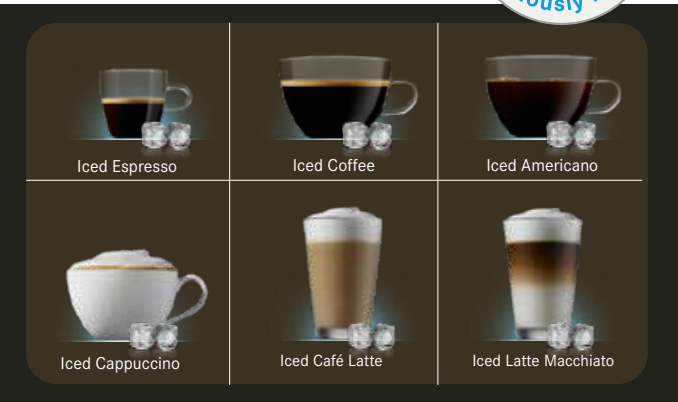 Iced Espresso
Iced Coffee
Iced Americano
Iced Cappuccino
Iced Café Latte
Iced Latte Macchiato